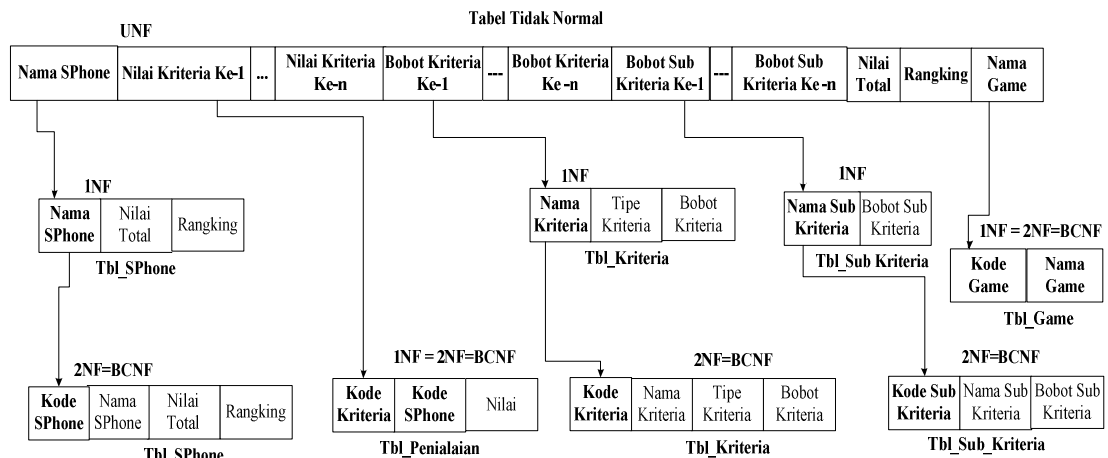 Tabel Tidak Normal
UNF
Nama SPhone
Nilai Kriteria Ke-1
...
Nilai Kriteria
Ke-n
Bobot Kriteria
Ke-1
---
Bobot Kriteria
Ke -n
Bobot Sub
Kriteria Ke-1
---
Bobot Sub
Kriteria Ke-n
Nilai
Total
Rangking
Nama
Game
1NF
Nama
SPhone
Nilai
Total
Rangking
Tbl_SPhone
1NF
Nama
Kriteria
Tipe
Kriteria
Bobot
Kriteria
Tbl_Kriteria
1NF
Nama Sub
Kriteria
Bobot Sub
Kriteria
Tbl_Sub Kriteria
1NF = 2NF=BCNF
Kode
Game
Nama
Game
Tbl_Game
2NF=BCNF
Kode
SPhone
Nama
SPhone
Nilai
Total
Rangking
Tbl_SPhone
1NF = 2NF=BCNF
Kode
Kriteria
Kode
SPhone
Nilai
Tbl_Penialaian
2NF=BCNF
Kode
Kriteria
Nama
Kriteria
Tipe
Kriteria
Bobot
Kriteria
Tbl_Kriteria
2NF=BCNF
Kode Sub
Kriteria
Nama Sub
Kriteria
Bobot Sub
Kriteria
Tbl_Sub_Kriteria